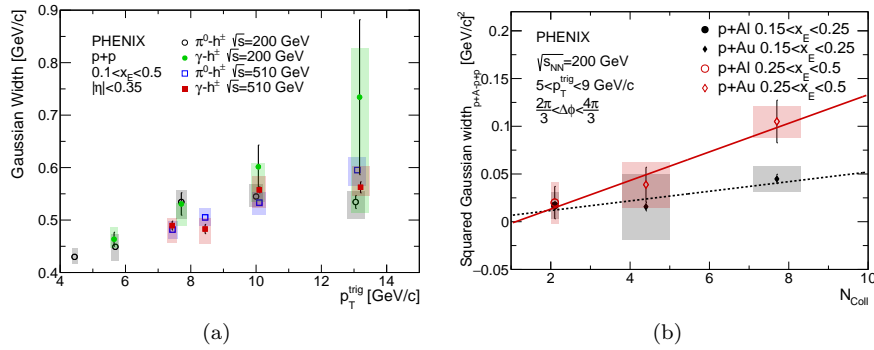 Gaussian Width [GeV/c]
0.9
0.8
0.7
0.6
0.5
0.4
PHENIX
p+p
0.1<x_E<0.5
|η|<0.35
π⁰-h± √s=200 GeV
γ-h± √s=200 GeV
π⁰-h± √s=510 GeV
γ-h± √s=510 GeV
4 6 8 10 12 14
p_T^trig [GeV/c]
(a)
Squared Gaussian width_p+A-p+p [GeV/c]²
0.2
0.15
0.1
0.05
0
−0.05
PHENIX
√s_NN=200 GeV
5<p_T^trig<9 GeV/c
2π/3<Δϕ<4π/3
p+Al 0.15<x_E<0.25
p+Au 0.15<x_E<0.25
p+Al 0.25<x_E<0.5
p+Au 0.25<x_E<0.5
2 4 6 8 10
N_Coll
(b)